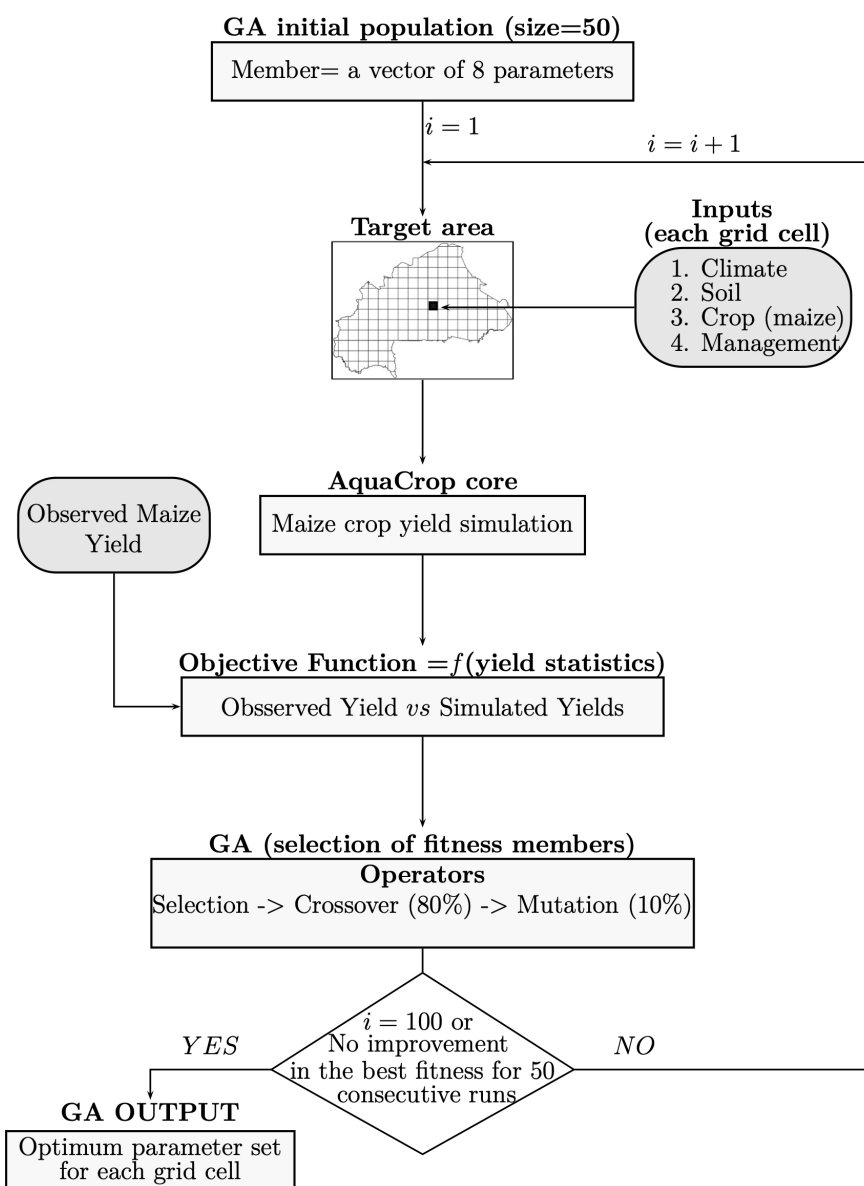 GA initial population (size=50)
Member= a vector of 8 parameters
i = 1
i = i + 1
Target area
Inputs
(each grid cell)
1. Climate
2. Soil
3. Crop (maize)
4. Management
AquaCrop core
Maize crop yield simulation
Observed Maize
Yield
Objective Function =f(yield statistics)
Obsserved Yield vs Simulated Yields
GA (selection of fitness members)
Operators
Selection -> Crossover (80%) -> Mutation (10%)
i = 100 or
No improvement
in the best fitness for 50
consecutive runs
YES
NO
GA OUTPUT
Optimum parameter set
for each grid cell